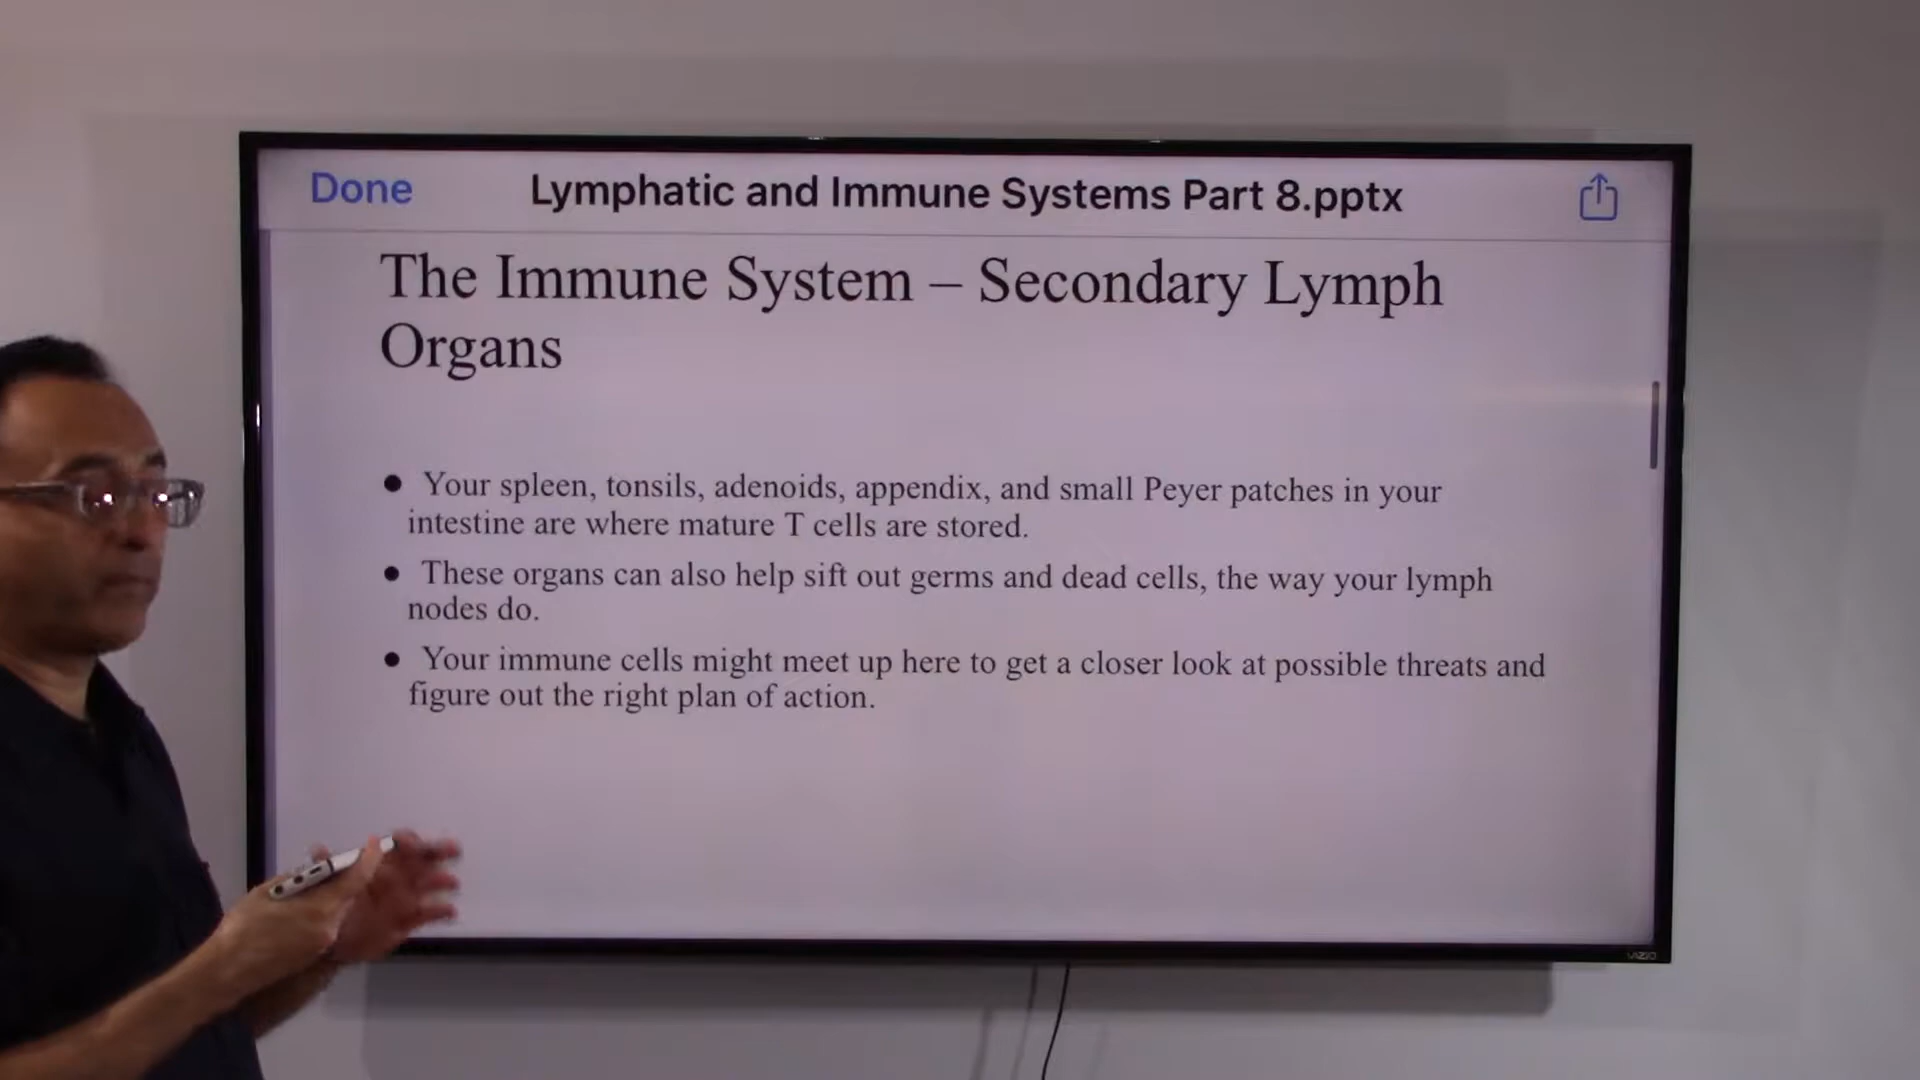 Done
Lymphatic and Immune Systems Part 8.pptx
The Immune System – Secondary Lymph
Organs
● Your spleen, tonsils, adenoids, appendix, and small Peyer patches in your
intestine are where mature T cells are stored.
● These organs can also help sift out germs and dead cells, the way your lymph
nodes do.
● Your immune cells might meet up here to get a closer look at possible threats and
figure out the right plan of action.
VIZIO